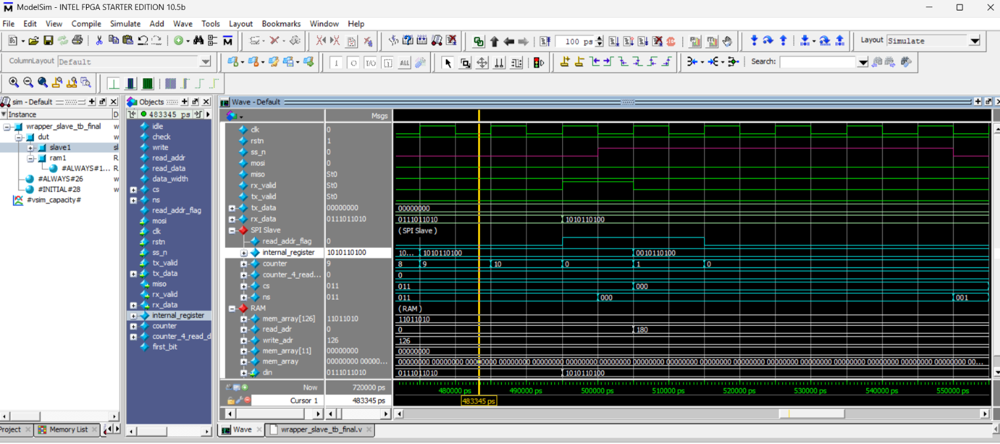 ModelSim - INTEL FPGA STARTER EDITION 10.5b
File Edit View Compile Simulate Add Wave Tools Layout Bookmarks Window Help
100 ps
Layout Simulate
ColumnLayout Default
I/O
ALL
Search:
sim - Default
Instance D
wrapper_slave_tb_final w
dut w
slave1 sl
ram1 R
#ALWAYS#1... R
#ALWAYS#26 w
#INITIAL#28 w
#vsim_capacity#
Project
Memory List
Objects
483345 ps
idle
check
write
read_addr
read_data
data_width
cs
ns
read_addr_flag
mosi
clk
rstn
ss_n
tx_valid
tx_data
miso
rx_valid
rx_data
internal_register
counter
counter_4_read_d
first_bit
Wave - Default
Msgs
clk 0
rstn 1
ss_n 0
mosi 0
miso St0
rx_valid St0
tx_valid St0
tx_data 00000000 00000000
rx_data 0111011010 0111011010 1010110100
SPI Slave (SPI Slave)
read_addr_flag 0
internal_register 1010110100 10... 1010110100 0010110100
counter 9 8 9 10 0 1 0
counter_4_read... 0 0
cs 011 011 000
ns 011 011 000 001
RAM (RAM)
mem_array[126] 11011010 11011010
read_adr 0 0 180
write_adr 126 126
mem_array[11] 00000000 00000000
mem_array 00000000 00000... 00000000 00000000 00000000 00000000 00000000 00000000 00000000 00000000 00000000 00000000 00000000 00000000 00000000 00000000 00000000 00000000 00000000 00...
din 0111011010 0111011010 1010110100
Now 720000 ps 480000 ps 490000 ps 500000 ps 510000 ps 520000 ps 530000 ps 540000 ps 550000 ps
Cursor 1 483345 ps 483345 ps
Wave
wrapper_slave_tb_final.v